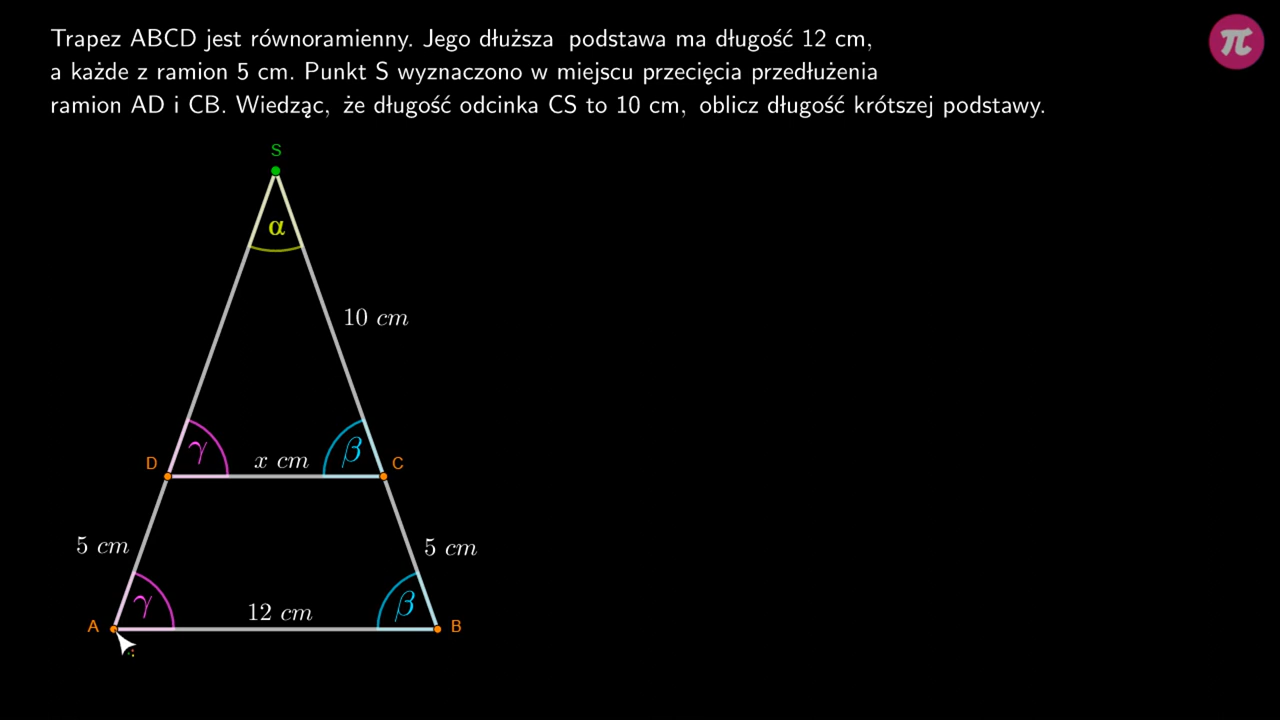 Trapez ABCD jest równoramienny. Jego dłuższa podstawa ma długość 12 cm,
a każde z ramion 5 cm. Punkt S wyznaczono w miejscu przecięcia przedłużenia
ramion AD i CB. Wiedząc, że długość odcinka CS to 10 cm, oblicz długość krótszej podstawy.
π
S
α
10 cm
D
γ
x cm
β
C
5 cm
5 cm
A
γ
12 cm
β
B